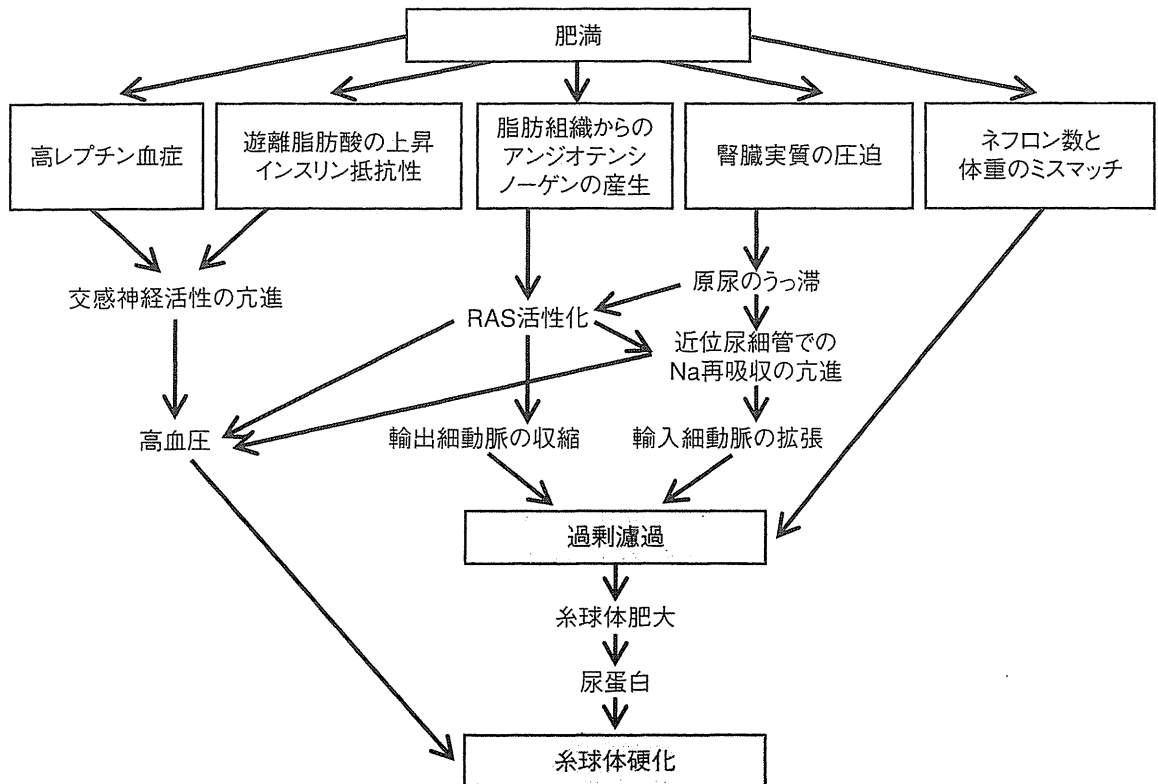 肥満
高レプチン血症
遊離脂肪酸の上昇
インスリン抵抗性
脂肪組織からの
アンジオテンシ
ノーゲンの産生
腎臓実質の圧迫
ネフロン数と
体重のミスマッチ
交感神経活性の亢進
原尿のうっ滞
RAS活性化
近位尿細管での
Na再吸収の亢進
高血圧
輸出細動脈の収縮
輸入細動脈の拡張
過剰濾過
糸球体肥大
尿蛋白
糸球体硬化